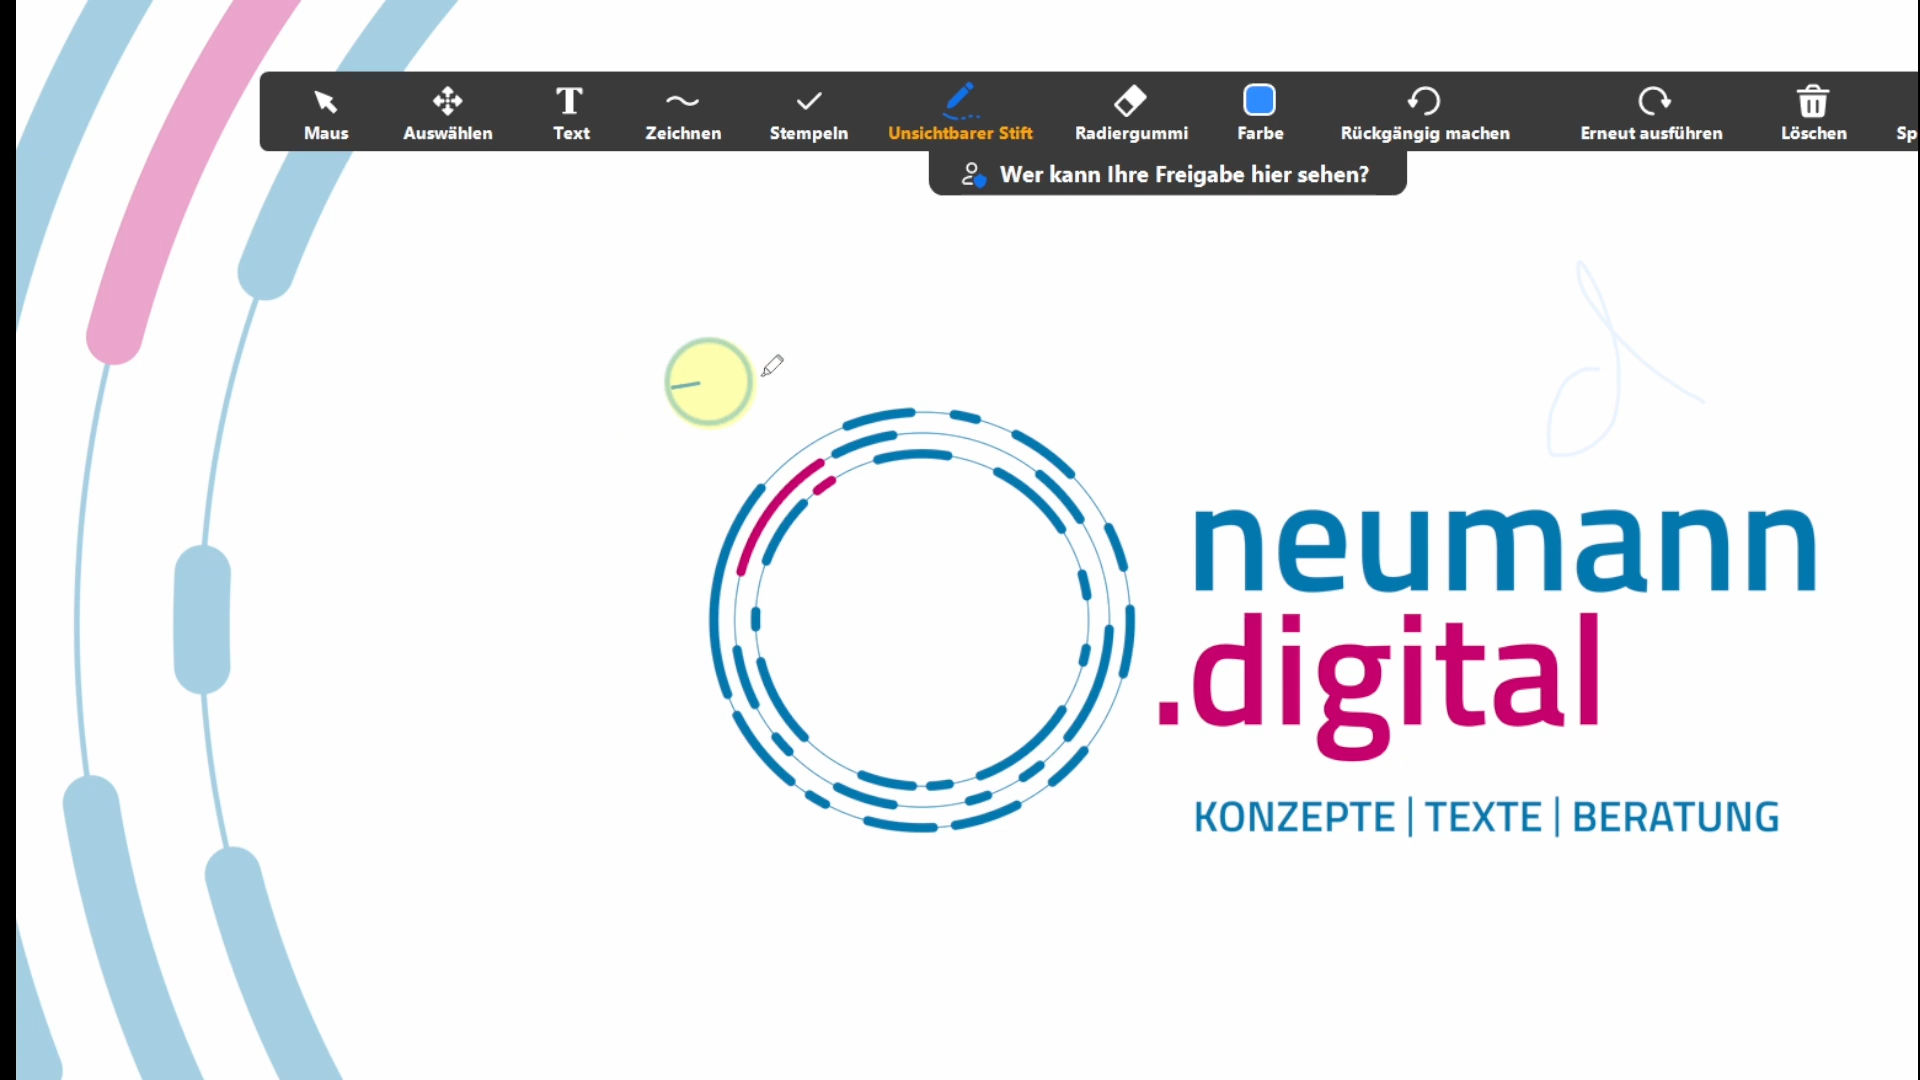 Maus Auswählen Text Zeichnen Stempeln Unsichtbarer Stift Radiergummi Farbe Rückgängig machen Erneut ausführen Löschen Sp
Wer kann Ihre Freigabe hier sehen?
neumann
.digital
KONZEPTE | TEXTE | BERATUNG